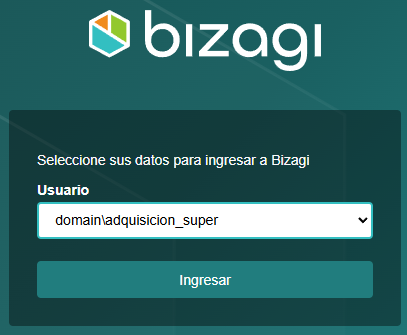 bizagi
Seleccione sus datos para ingresar a Bizagi
Usuario
domain\adquisicion_super
Ingresar